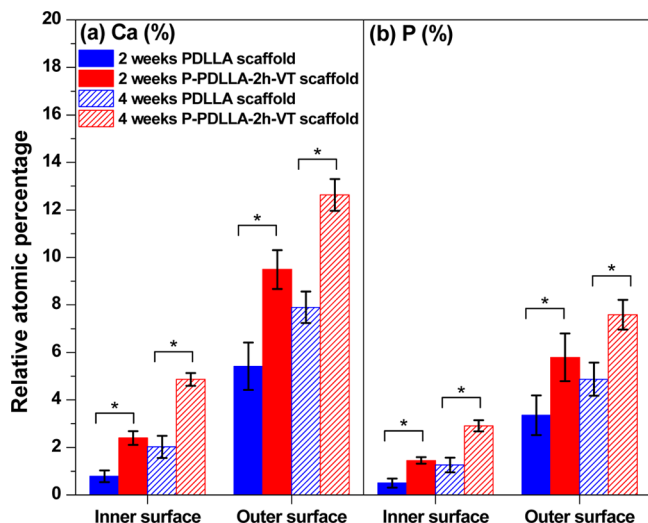 (a) Ca (%)
(b) P (%)
2 weeks PDLLA scaffold
2 weeks P-PDLLA-2h-VT scaffold
4 weeks PDLLA scaffold
4 weeks P-PDLLA-2h-VT scaffold
Relative atomic percentage
20
18
16
14
12
10
8
6
4
2
0
*
*
*
*
*
*
*
*
Inner surface
Outer surface
Inner surface
Outer surface